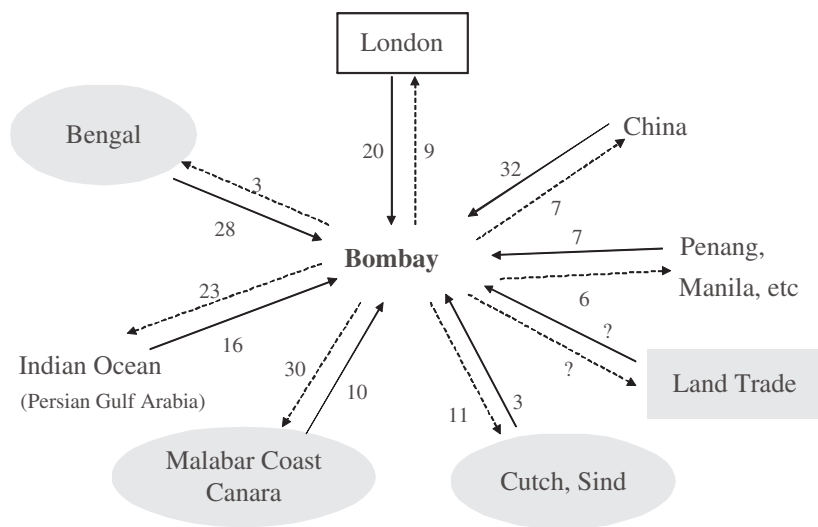 London
Bengal
20
9
China
32
3
7
28
7
Bombay
Penang,
Manila, etc
23
6
16
?
Indian Ocean
(Persian Gulf Arabia)
30
?
Land Trade
10
11
3
Malabar Coast
Canara
Cutch, Sind